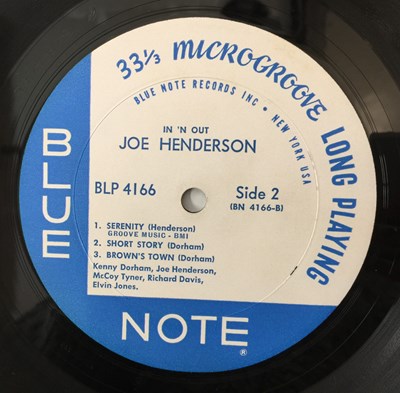 33⅓ MICROGROOVE LONG PLAYING
BLUE NOTE RECORDS INC • NEW YORK USA
IN 'N OUT
JOE HENDERSON
BLP 4166
Side 2
(BN 4166-B)
1. SERENITY (Henderson)
GROOVE MUSIC - BMI
2. SHORT STORY (Dorham)
3. BROWN'S TOWN (Dorham)
Kenny Dorham, Joe Henderson,
McCoy Tyner, Richard Davis,
Elvin Jones.
BLUE
NOTE®